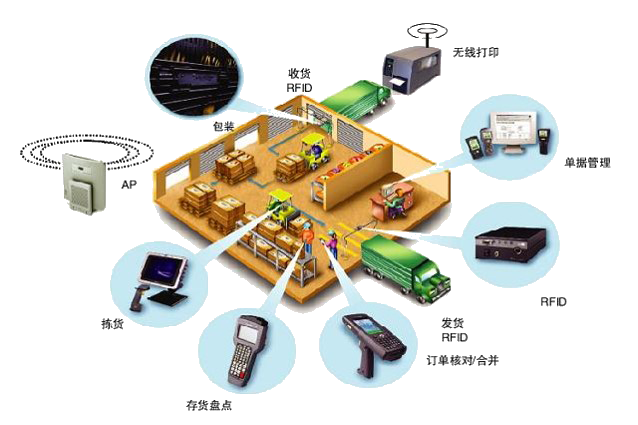 无线打印
收货
RFID
包装
单据管理
AP
RFID
拣货
发货
RFID
订单核对/合并
存货盘点